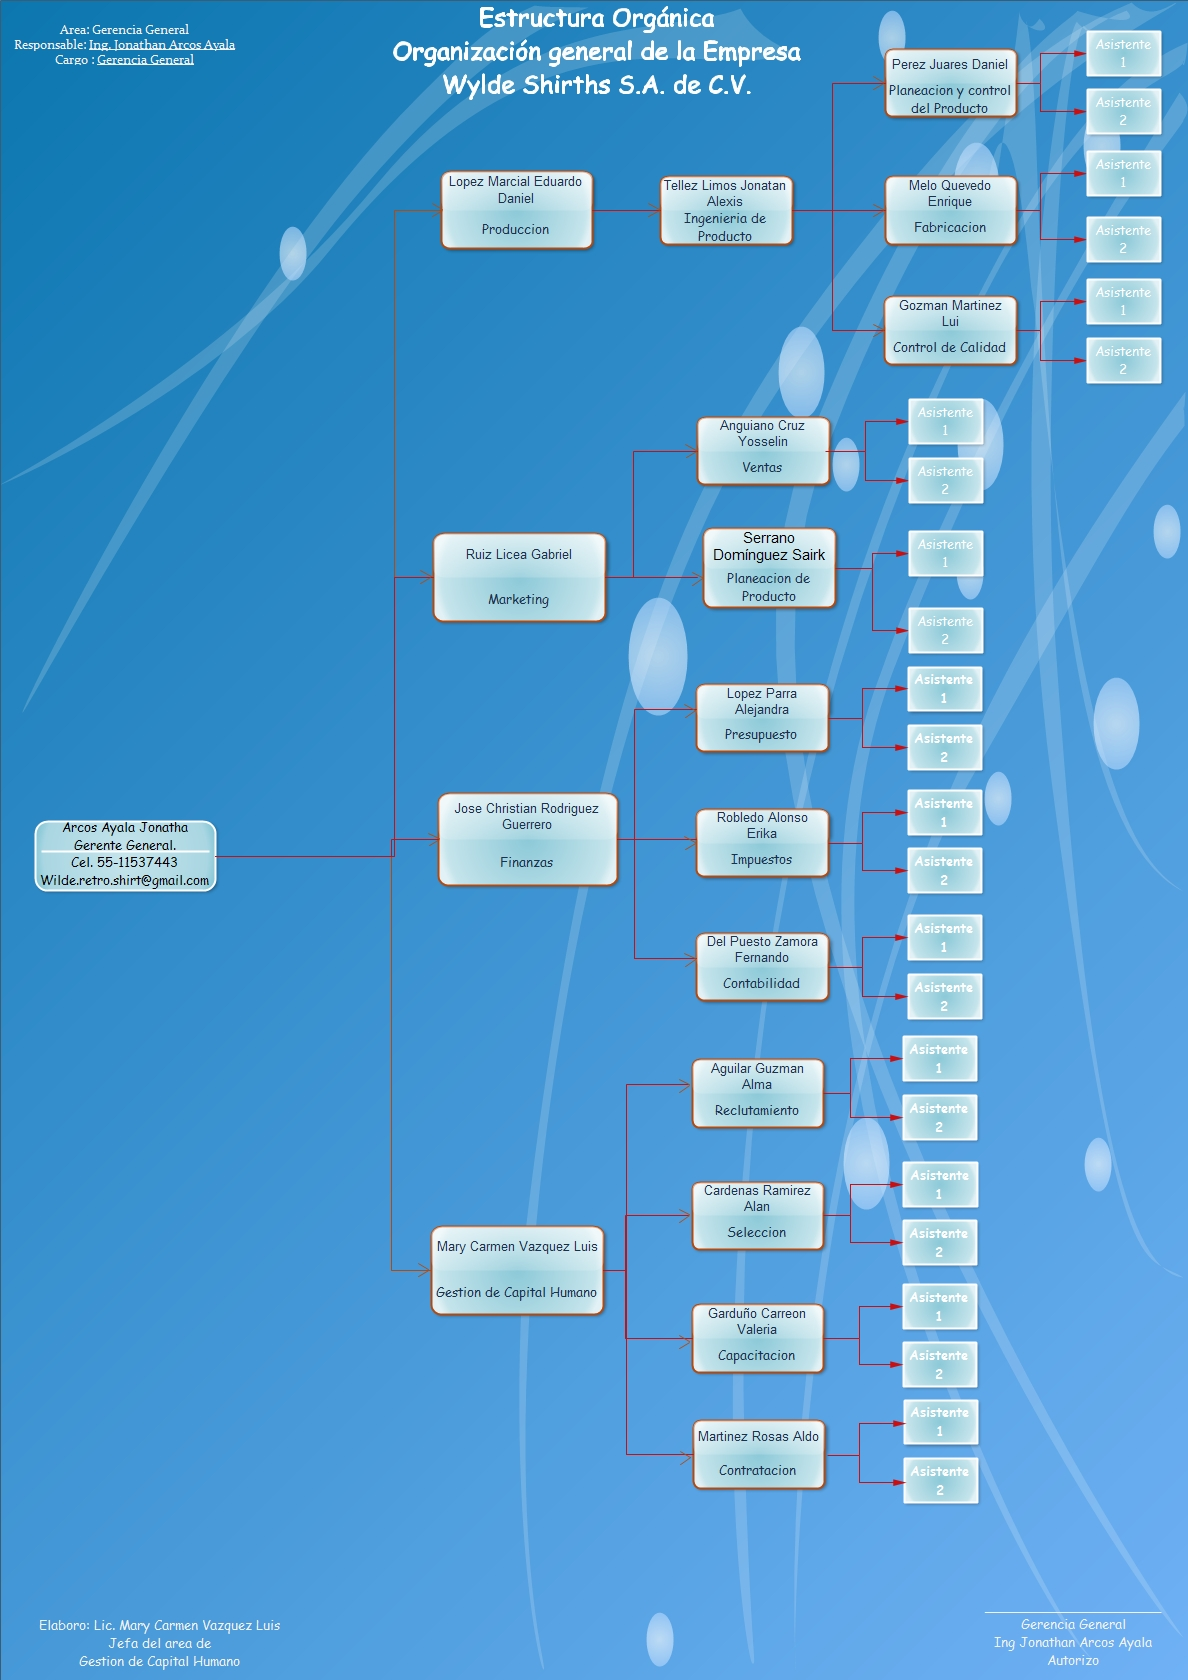 Estructura Orgánica
Organización general de la Empresa
Wylde Shirths S.A. de C.V.
Area: Gerencia General
Responsable: Ing. Jonathan Arcos Ayala
Cargo : Gerencia General
Perez Juares Daniel
Planeacion y control
del Producto
Asistente
1
Asistente
2
Lopez Marcial Eduardo
Daniel
Produccion
Tellez Limos Jonatan
Alexis
Ingenieria de
Producto
Melo Quevedo
Enrique
Fabricacion
Asistente
1
Asistente
2
Gozman Martinez
Lui
Control de Calidad
Asistente
1
Asistente
2
Ruiz Licea Gabriel
Marketing
Anguiano Cruz
Yosselin
Ventas
Asistente
1
Asistente
2
Serrano
Domínguez Sairk
Planeacion de
Producto
Asistente
1
Asistente
2
Arcos Ayala Jonatha
Gerente General.
Cel. 55-11537443
Wilde.retro.shirt@gmail.com
Jose Christian Rodriguez
Guerrero
Finanzas
Lopez Parra
Alejandra
Presupuesto
Asistente
1
Asistente
2
Robledo Alonso
Erika
Impuestos
Asistente
1
Asistente
2
Del Puesto Zamora
Fernando
Contabilidad
Asistente
1
Asistente
2
Mary Carmen Vazquez Luis
Gestion de Capital Humano
Aguilar Guzman
Alma
Reclutamiento
Asistente
1
Asistente
2
Cardenas Ramirez
Alan
Seleccion
Asistente
1
Asistente
2
Garduño Carreon
Valeria
Capacitacion
Asistente
1
Asistente
2
Martinez Rosas Aldo
Contratacion
Asistente
1
Asistente
2
Elaboro: Lic. Mary Carmen Vazquez Luis
Jefa del area de
Gestion de Capital Humano
Gerencia General
Ing Jonathan Arcos Ayala
Autorizo